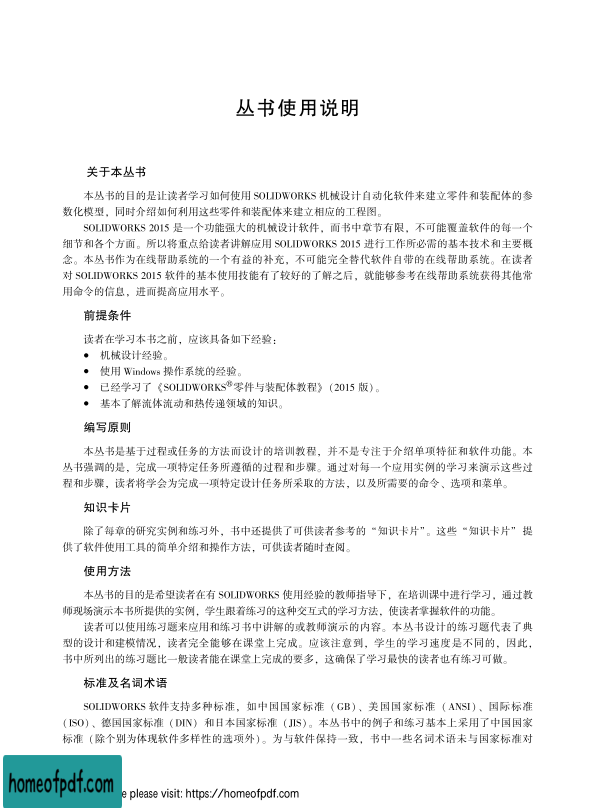 丛书使用说明
关于本丛书
本丛书的目的是让读者学习如何使用 SOLIDWORKS 机械设计自动化软件来建立零件和装配体的参
数化模型，同时介绍如何利用这些零件和装配体来建立相应的工程图。
SOLIDWORKS 2015 是一个功能强大的机械设计软件，而书中章节有限，不可能覆盖软件的每一个
细节和各个方面。所以将重点给读者讲解应用 SOLIDWORKS 2015 进行工作所必需的基本技术和主要概
念。本丛书作为在线帮助系统的一个有益的补充，不可能完全替代软件自带的在线帮助系统。在读者
对 SOLIDWORKS 2015 软件的基本使用技能有了较好的了解之后，就能够参考在线帮助系统获得其他常
用命令的信息，进而提高应用水平。
前提条件
读者在学习本书之前，应该具备如下经验：
● 机械设计经验。
● 使用 Windows 操作系统的经验。
● 已经学习了《SOLIDWORKS®零件与装配体教程》（2015 版）。
● 基本了解流体流动和热传递领域的知识。
编写原则
本丛书是基于过程或任务的方法而设计的培训教程，并不是专注于介绍单项特征和软件功能。本
丛书强调的是，完成一项特定任务所遵循的过程和步骤。通过对每一个应用实例的学习来演示这些过
程和步骤，读者将学会为完成一项特定设计任务所采取的方法，以及所需要的命令、选项和菜单。
知识卡片
除了每章的研究实例和练习外，书中还提供了可供读者参考的“知识卡片”。这些“知识卡片”提
供了软件使用工具的简单介绍和操作方法，可供读者随时查阅。
使用方法
本丛书的目的是希望读者在有 SOLIDWORKS 使用经验的教师指导下，在培训课中进行学习，通过教
师现场演示本书所提供的实例，学生跟着练习的这种交互式的学习方法，使读者掌握软件的功能。
读者可以使用练习题来应用和练习书中讲解的或教师演示的内容。本丛书设计的练习题代表了典
型的设计和建模情况，读者完全能够在课堂上完成。应该注意到，学生的学习速度是不同的，因此，
书中所列出的练习题比一般读者能在课堂上完成的要多，这确保了学习最快的读者也有练习可做。
标准及名词术语
SOLIDWORKS 软件支持多种标准，如中国国家标准（GB）、美国国家标准（ANSI）、国际标准
（ISO）、德国国家标准（DIN）和日本国家标准（JIS）。本丛书中的例子和练习基本上采用了中国国家
标准（除个别为体现软件多样性的选项外）。为与软件保持一致，书中一些名词术语未与国家标准对
homeofpdf.com
e please visit: https://homeofpdf.com